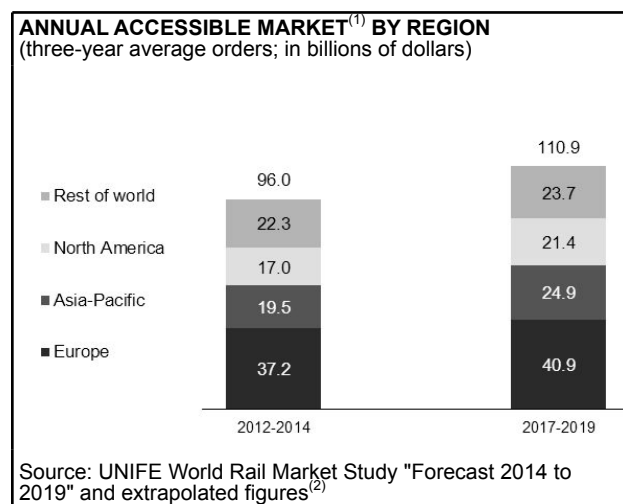 ANNUAL ACCESSIBLE MARKET(1) BY REGION
(three-year average orders; in billions of dollars)
110.9
96.0
Rest of world
22.3
23.7
North America
17.0
21.4
Asia-Pacific
19.5
24.9
Europe
37.2
40.9
2012-2014
2017-2019
Source: UNIFE World Rail Market Study "Forecast 2014 to
2019" and extrapolated figures(2)